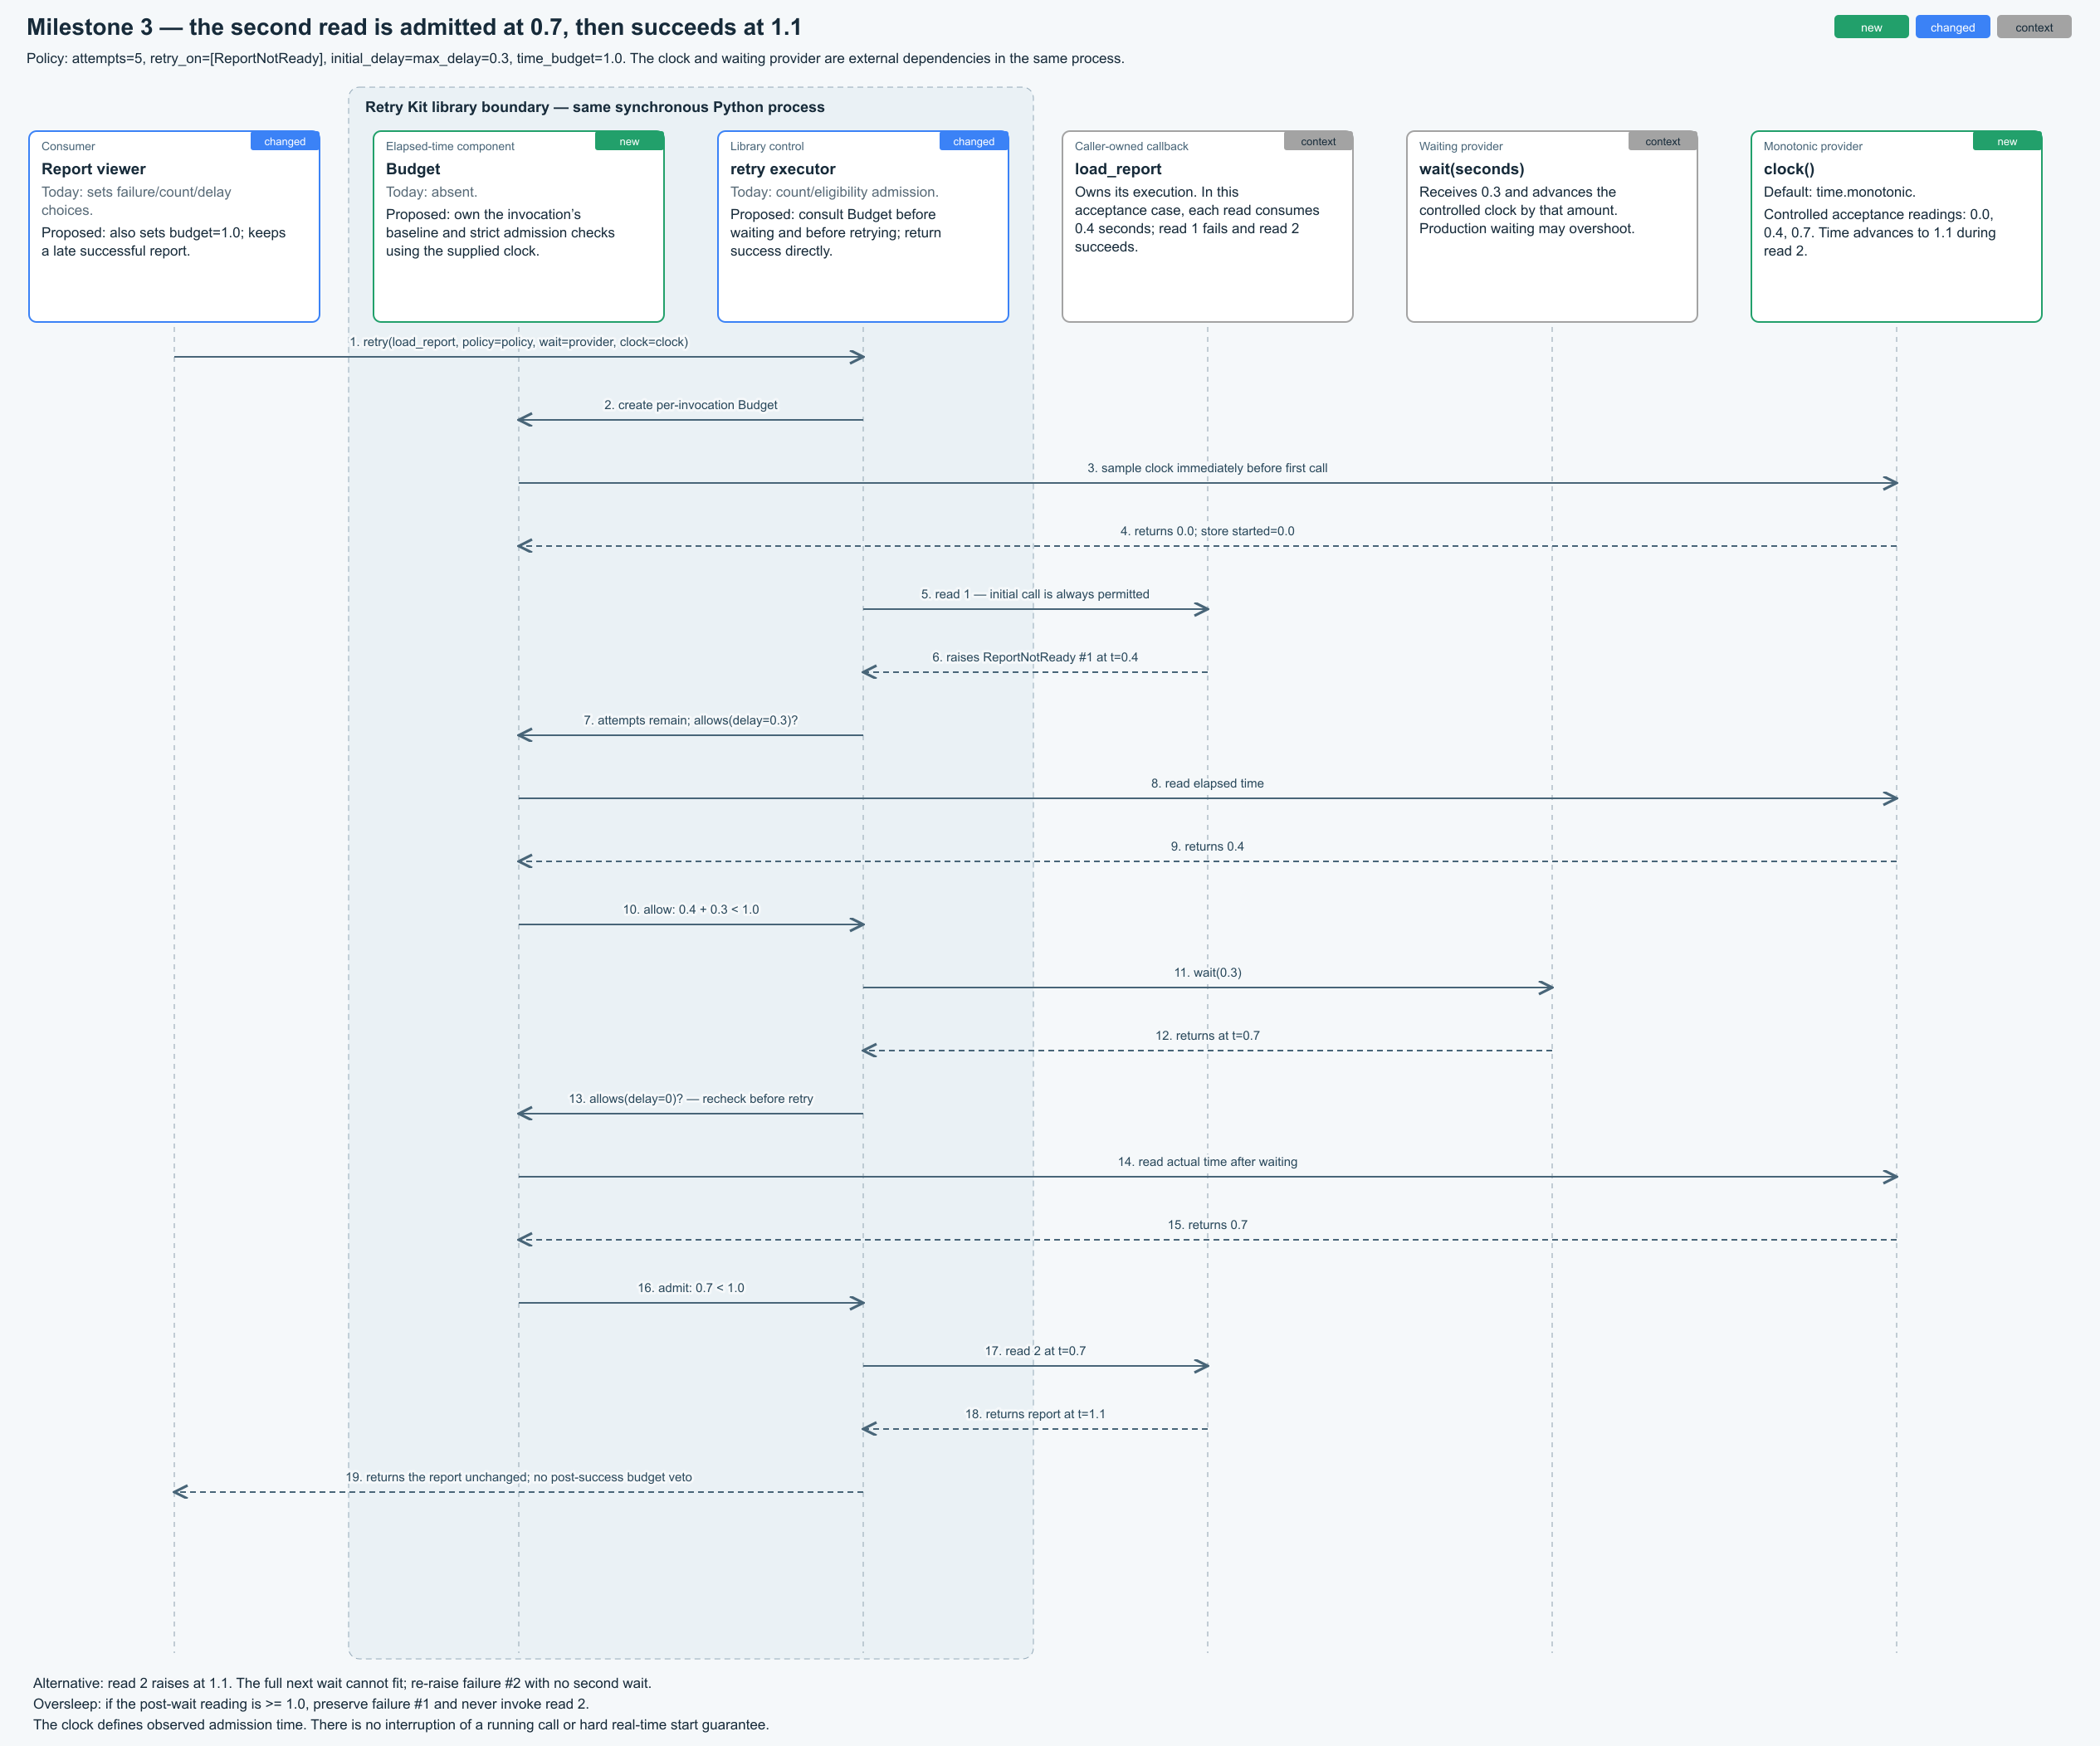 Milestone 3 — the second read is admitted at 0.7, then succeeds at 1.1
new
changed
context
Policy: attempts=5, retry_on=[ReportNotReady], initial_delay=max_delay=0.3, time_budget=1.0. The clock and waiting provider are external dependencies in the same process.
Retry Kit library boundary — same synchronous Python process
changed
Consumer
Report viewer
Today: sets failure/count/delay
choices.
Proposed: also sets budget=1.0; keeps
a late successful report.
new
Elapsed-time component
Budget
Today: absent.
Proposed: own the invocation's
baseline and strict admission checks
using the supplied clock.
changed
Library control
retry executor
Today: count/eligibility admission.
Proposed: consult Budget before
waiting and before retrying; return
success directly.
context
Caller-owned callback
load_report
Owns its execution. In this
acceptance case, each read consumes
0.4 seconds; read 1 fails and read 2
succeeds.
context
Waiting provider
wait(seconds)
Receives 0.3 and advances the
controlled clock by that amount.
Production waiting may overshoot.
new
Monotonic provider
clock()
Default: time.monotonic.
Controlled acceptance readings: 0.0,
0.4, 0.7. Time advances to 1.1 during
read 2.
1. retry(load_report, policy=policy, wait=provider, clock=clock)
2. create per-invocation Budget
3. sample clock immediately before first call
4. returns 0.0; store started=0.0
5. read 1 — initial call is always permitted
6. raises ReportNotReady #1 at t=0.4
7. attempts remain; allows(delay=0.3)?
8. read elapsed time
9. returns 0.4
10. allow: 0.4 + 0.3 < 1.0
11. wait(0.3)
12. returns at t=0.7
13. allows(delay=0)? — recheck before retry
14. read actual time after waiting
15. returns 0.7
16. admit: 0.7 < 1.0
17. read 2 at t=0.7
18. returns report at t=1.1
19. returns the report unchanged; no post-success budget veto
Alternative: read 2 raises at 1.1. The full next wait cannot fit; re-raise failure #2 with no second wait.
Oversleep: if the post-wait reading is >= 1.0, preserve failure #1 and never invoke read 2.
The clock defines observed admission time. There is no interruption of a running call or hard real-time start guarantee.